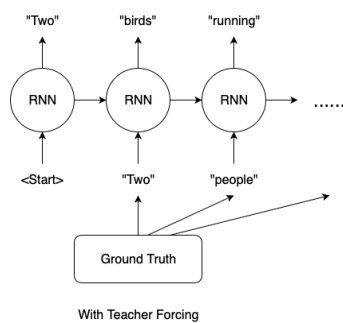 "Two" "birds" "running"
RNN RNN RNN ......
<Start> "Two" "people"
Ground Truth
With Teacher Forcing